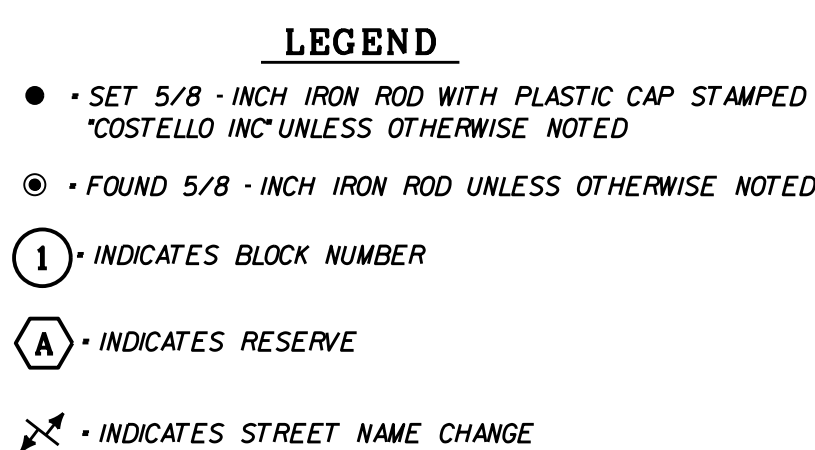 LEGEND
- SET 5/8 - INCH IRON ROD WITH PLASTIC CAP STAMPED
"COSTELLO INC" UNLESS OTHERWISE NOTED
- FOUND 5/8 - INCH IRON ROD UNLESS OTHERWISE NOTED
1 - INDICATES BLOCK NUMBER
A - INDICATES RESERVE
- INDICATES STREET NAME CHANGE